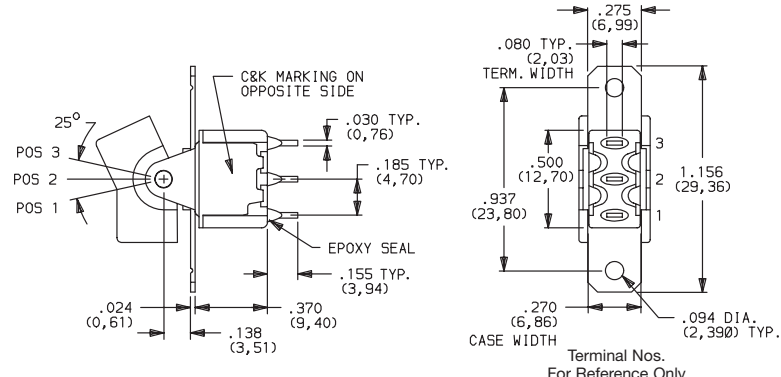 C&K MARKING ON
OPPOSITE SIDE
25°
POS 3
POS 2
POS 1
.030 TYP.
(0,76)
.185 TYP.
(4,70)
EPOXY SEAL
.155 TYP.
(3,94)
.024
(0,61)
.370
(9,40)
.138
(3,51)
.275
(6,99)
.080 TYP.
(2,03)
TERM. WIDTH
3
2
1
.500
(12,70)
1.156
(29,36)
.937
(23,80)
.270
(6,86)
CASE WIDTH
.094 DIA.
(2,39Ø) TYP.
Terminal Nos.
For Reference Only